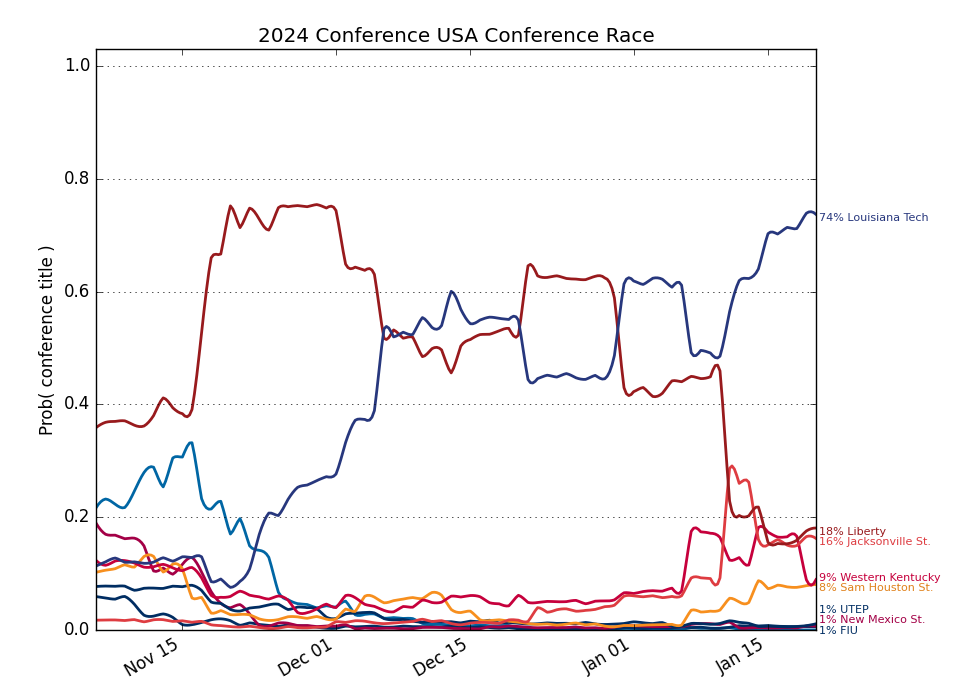 2024 Conference USA Conference Race
Prob( conference title )
1.0
0.8
0.6
0.4
0.2
0.0
Nov 15
Dec 01
Dec 15
Jan 01
Jan 15
74% Louisiana Tech
18% Liberty
16% Jacksonville St.
9% Western Kentucky
8% Sam Houston St.
1% UTEP
1% New Mexico St.
1% FIU